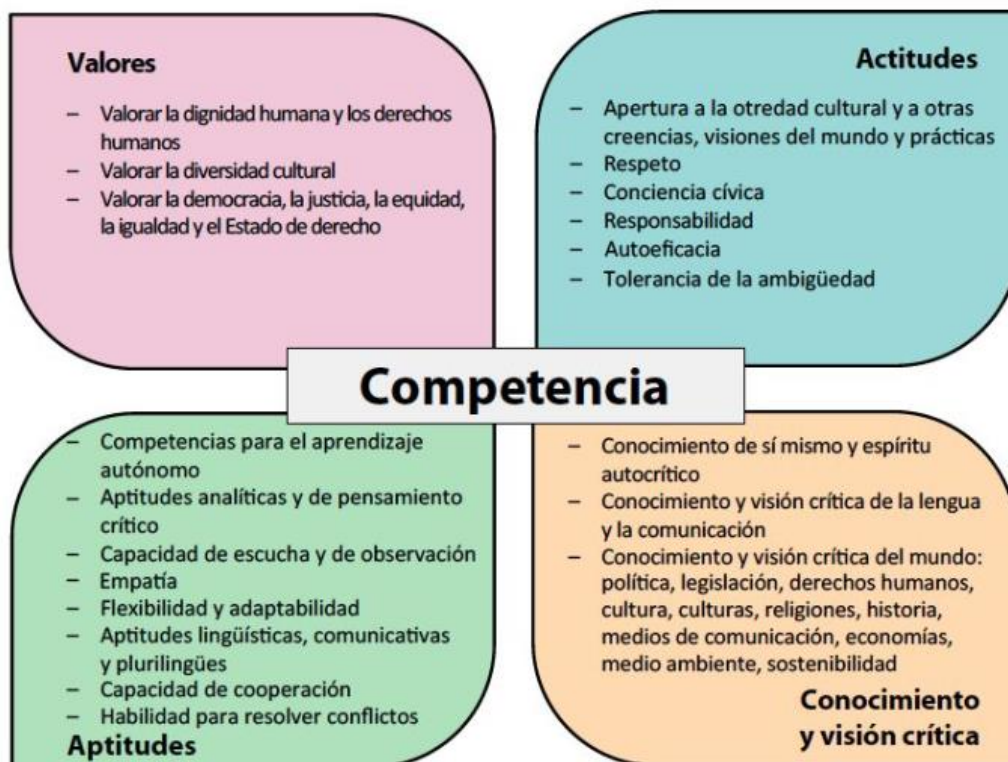 Valores
– Valorar la dignidad humana y los derechos
humanos
– Valorar la diversidad cultural
– Valorar la democracia, la justicia, la equidad,
la igualdad y el Estado de derecho
Actitudes
– Apertura a la otredad cultural y a otras
creencias, visiones del mundo y prácticas
– Respeto
– Conciencia cívica
– Responsabilidad
– Autoeficacia
– Tolerancia de la ambigüedad
Competencia
– Competencias para el aprendizaje
autónomo
– Aptitudes analíticas y de pensamiento
crítico
– Capacidad de escucha y de observación
– Empatía
– Flexibilidad y adaptabilidad
– Aptitudes lingüísticas, comunicativas
y plurilingües
– Capacidad de cooperación
– Habilidad para resolver conflictos
Aptitudes
– Conocimiento de sí mismo y espíritu
autocrítico
– Conocimiento y visión crítica de la lengua
y la comunicación
– Conocimiento y visión crítica del mundo:
política, legislación, derechos humanos,
cultura, culturas, religiones, historia,
medios de comunicación, economías,
medio ambiente, sostenibilidad
Conocimiento
y visión crítica